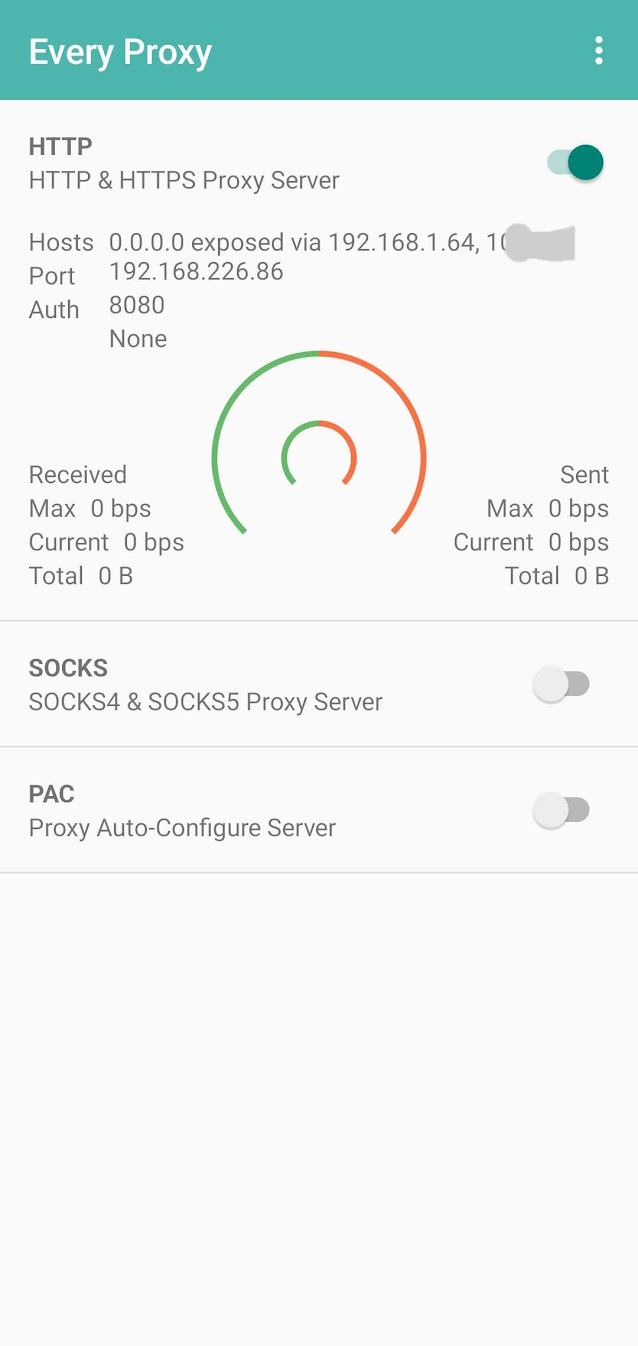 Every Proxy
HTTP
HTTP & HTTPS Proxy Server
Hosts 0.0.0.0 exposed via 192.168.1.64,
192.168.226.86
Port 8080
Auth None
Received
Max 0 bps
Current 0 bps
Total 0 B
Sent
Max 0 bps
Current 0 bps
Total 0 B
SOCKS
SOCKS4 & SOCKS5 Proxy Server
PAC
Proxy Auto-Configure Server